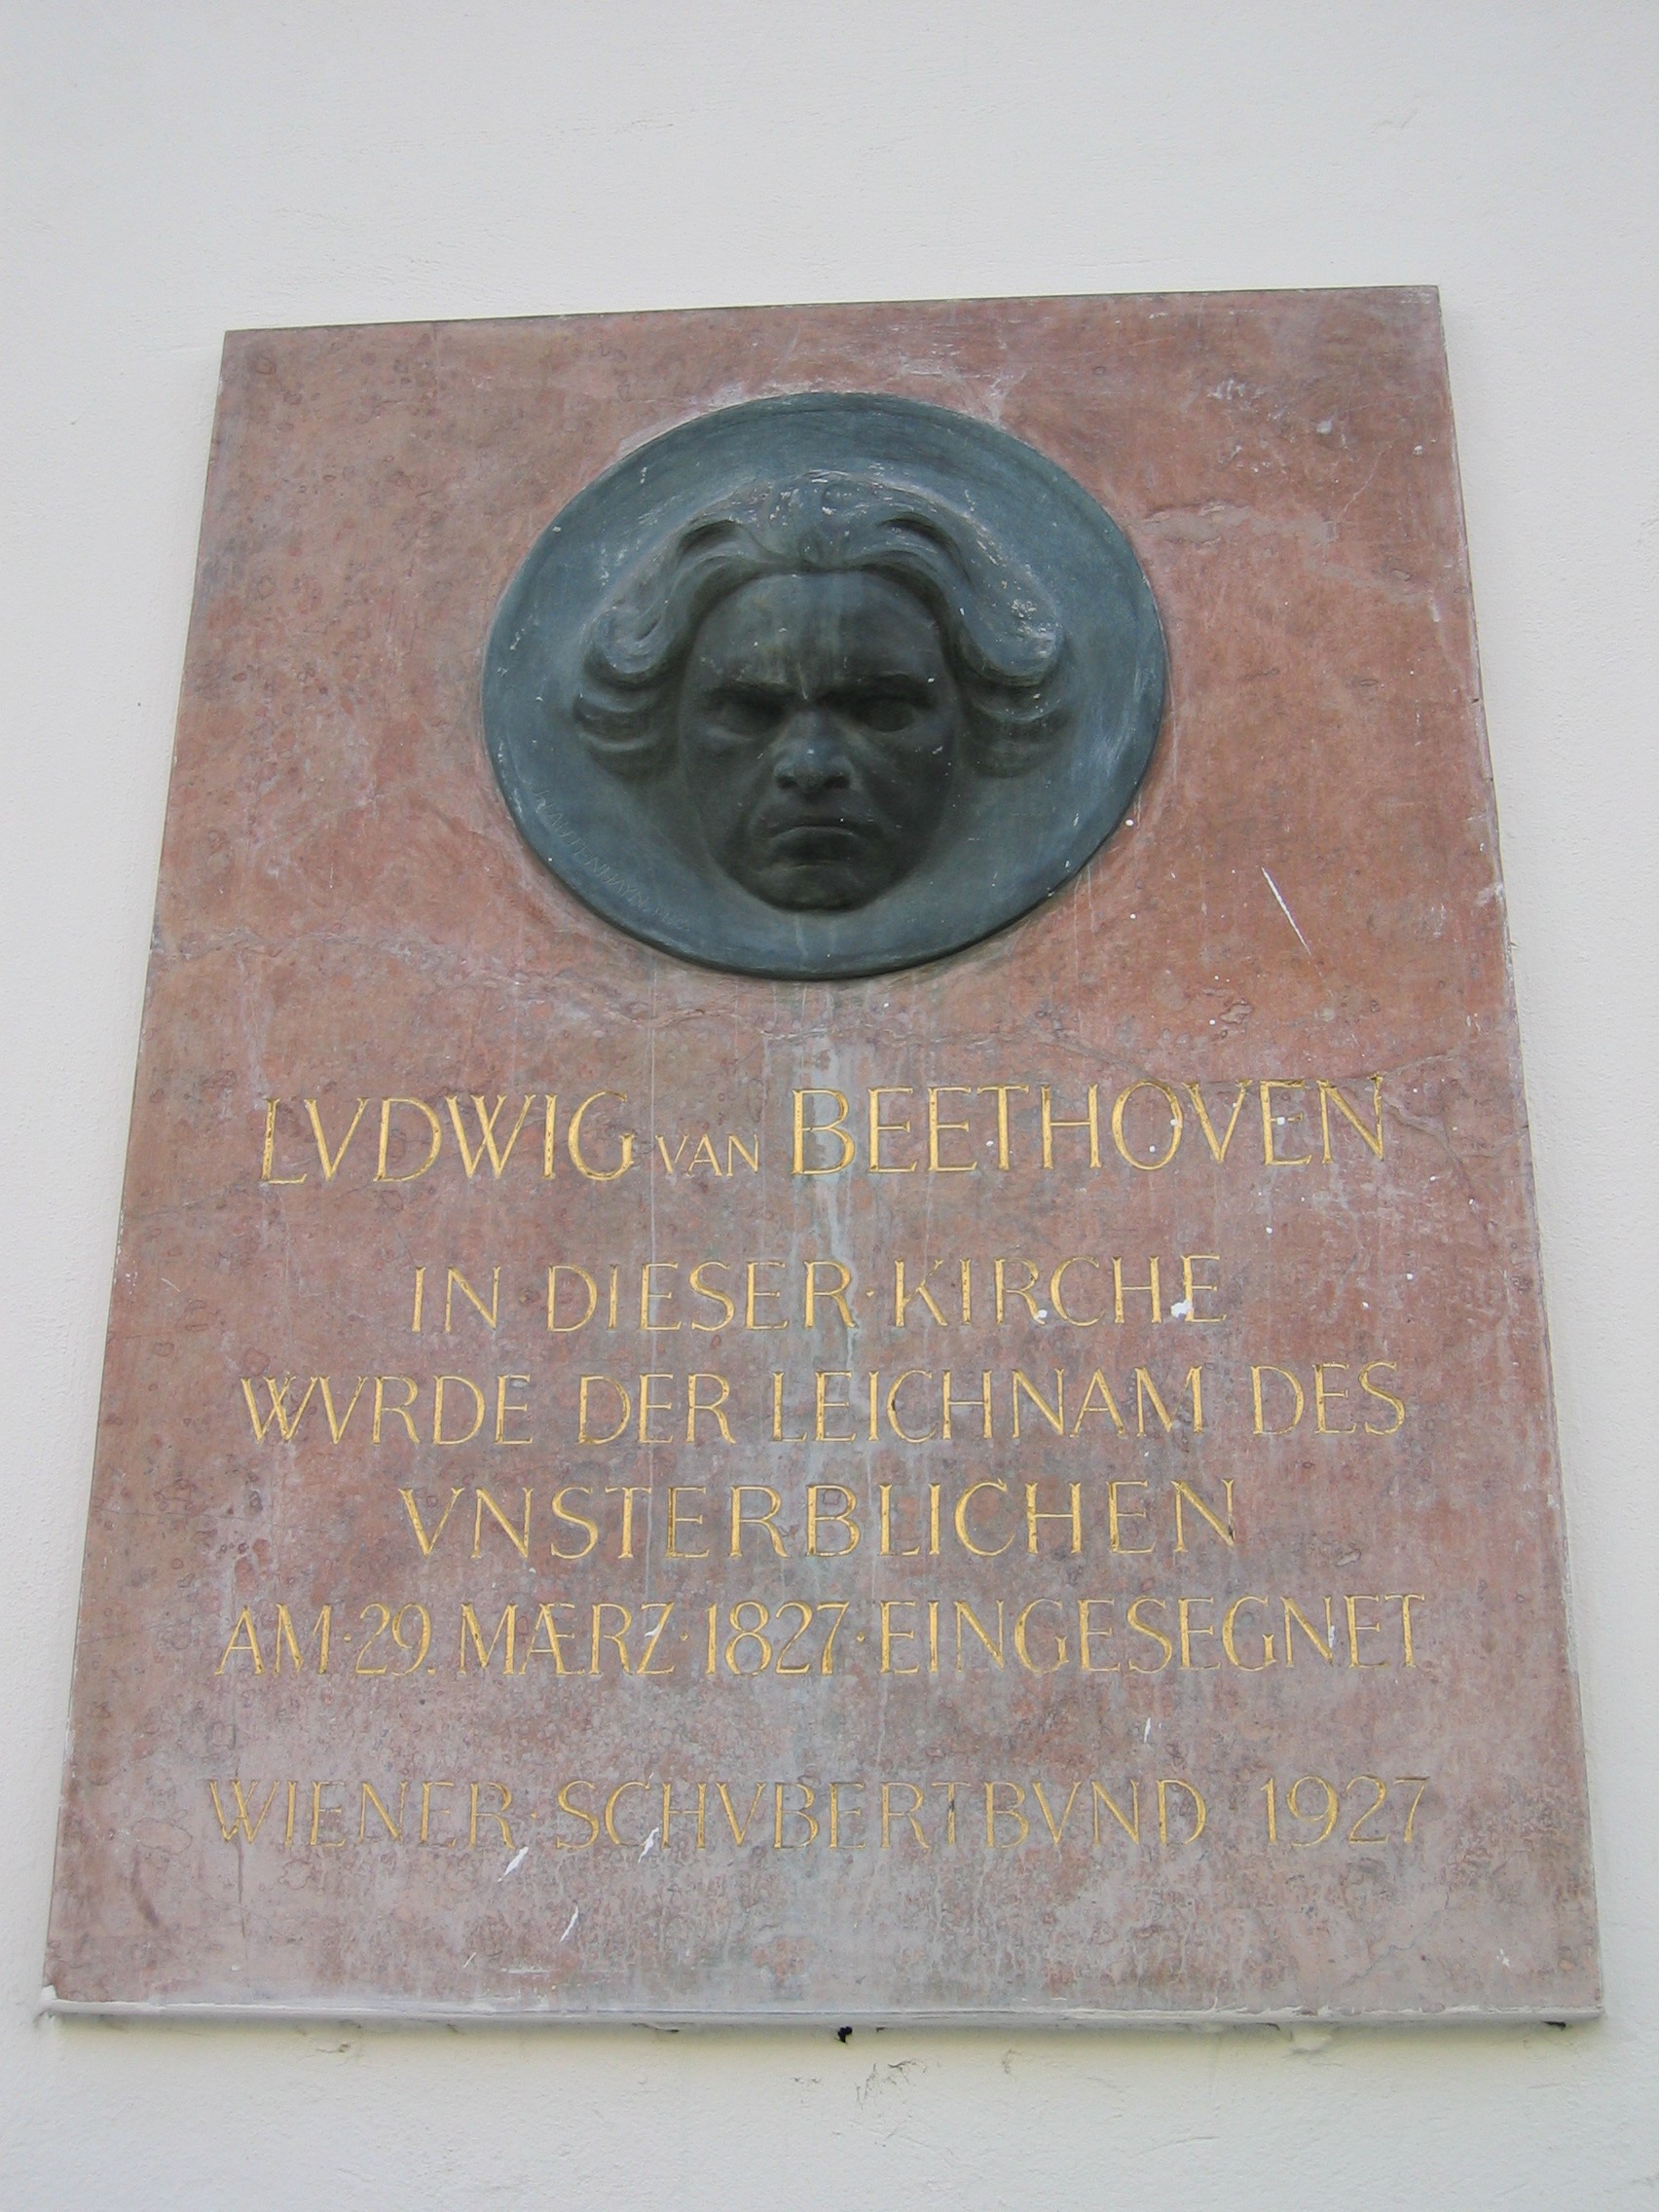 LVDWIG VAN BEETHOVEN
IN DIESER·KIRCHE
WVRDE DER LEICHNAM DES
VNSTERBLICHEN
AM·29. MÆRZ·1827·EINGESEGNET
WIENER·SCHVBERTBVND 1927